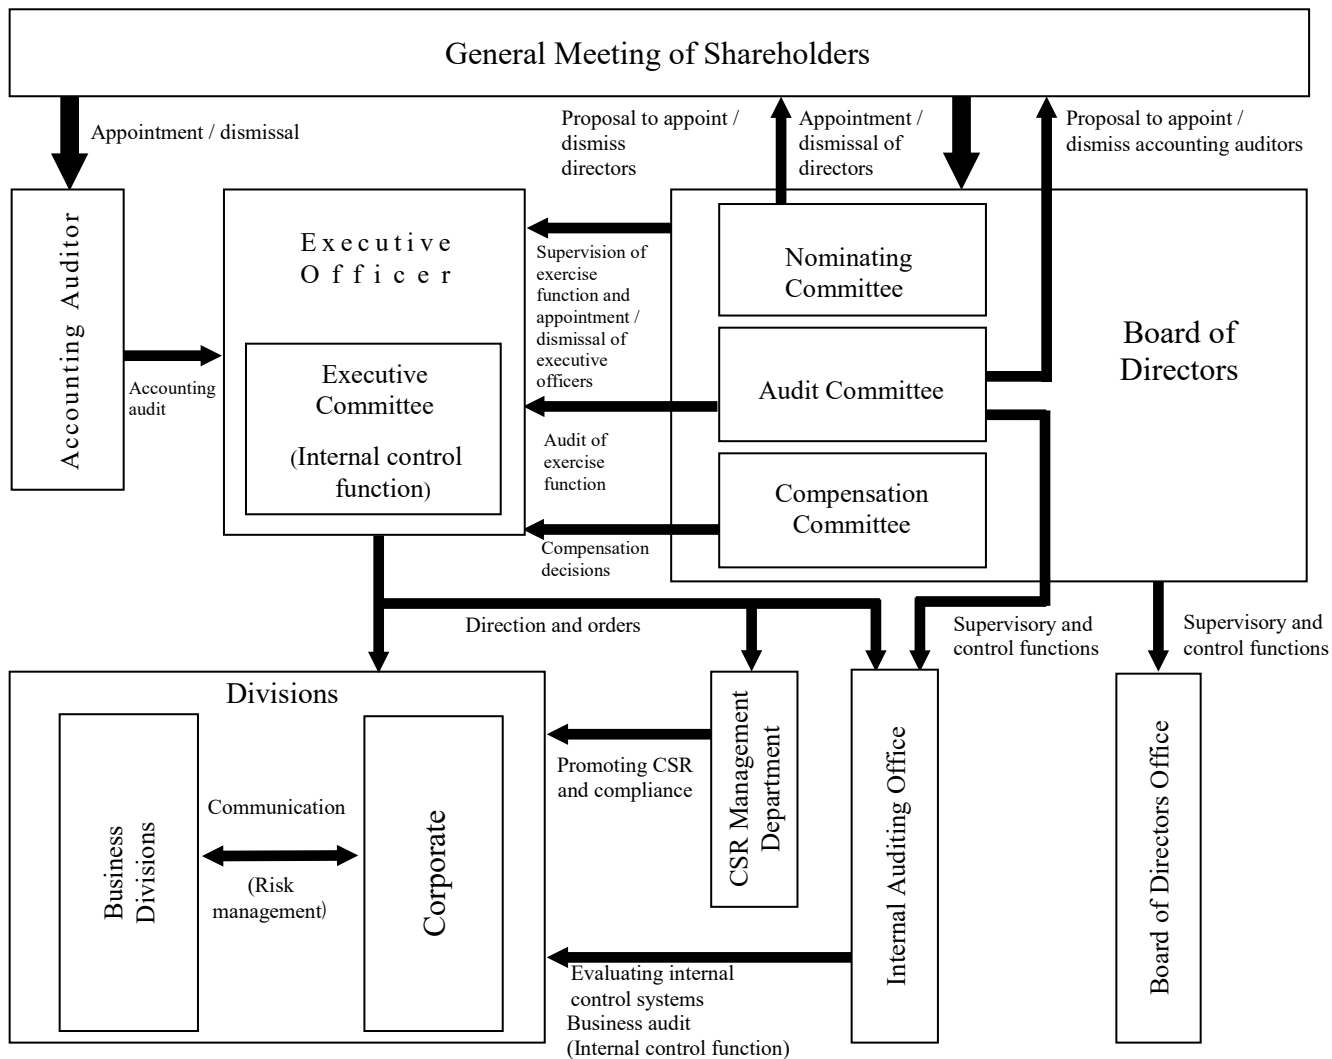 General Meeting of Shareholders
Appointment / dismissal
Proposal to appoint /
dismiss
directors
Appointment /
dismissal of
directors
Proposal to appoint /
dismiss accounting auditors
Accounting Auditor
Accounting
audit
Executive
Officer
Executive
Committee
(Internal control
function)
Supervision of
exercise
function and
appointment /
dismissal of
executive
officers
Audit of
exercise
function
Compensation
decisions
Nominating
Committee
Audit Committee
Compensation
Committee
Board of
Directors
Direction and orders
Supervisory and
control functions
Supervisory and
control functions
Divisions
Business
Divisions
Communication
(Risk
management)
Corporate
Promoting CSR
and compliance
CSR Management
Department
Internal Auditing Office
Board of Directors Office
Evaluating internal
control systems
Business audit
(Internal control function)